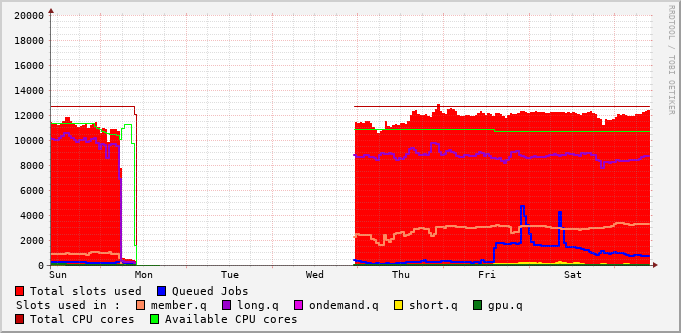 20000
18000
16000
14000
12000
10000
8000
6000
4000
2000
0
Sun Mon Tue Wed Thu Fri Sat
Total slots used Queued Jobs
Slots used in : member.q long.q ondemand.q short.q gpu.q
Total CPU cores Available CPU cores
RRDTOOL / TOBI OETIKER